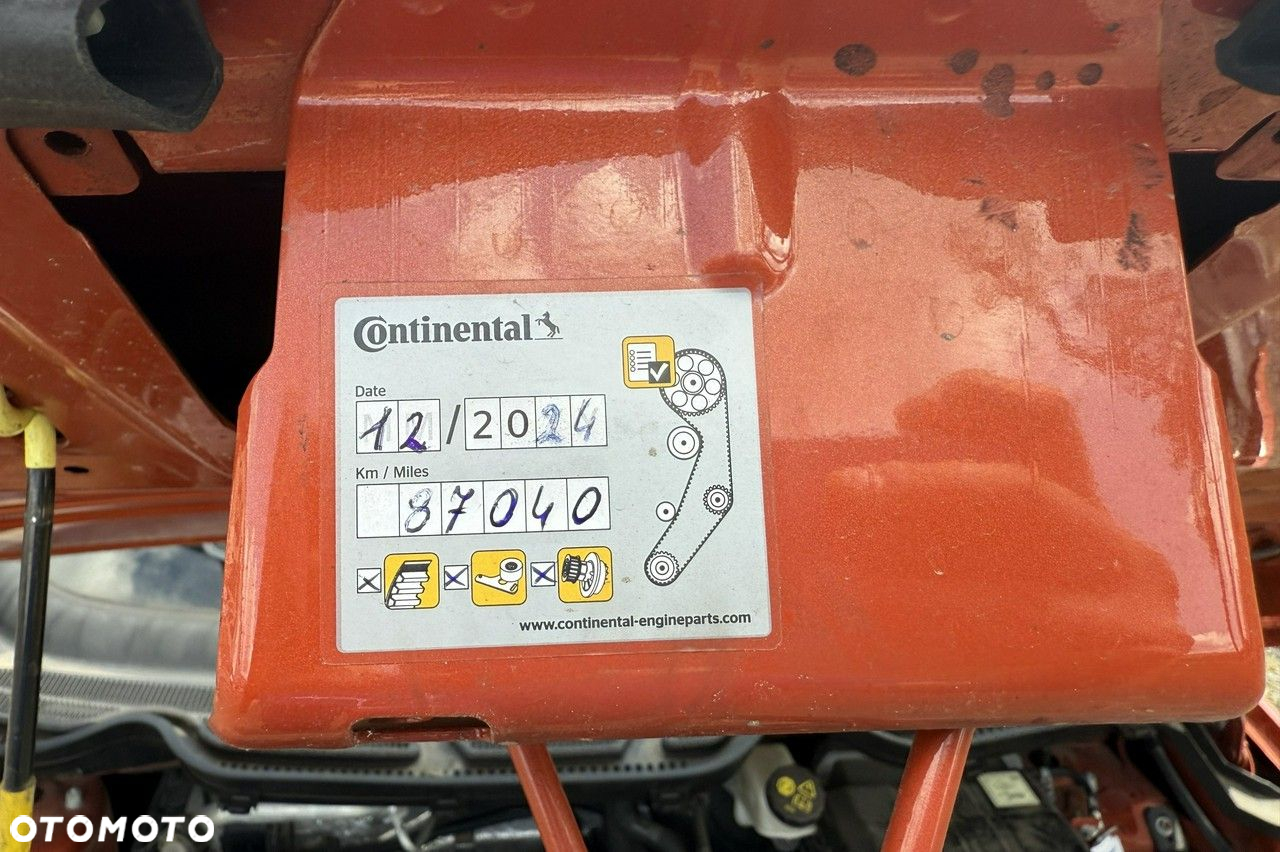 Continental
Date
12/2024
Km / Miles
87040
www.continental-engineparts.com
OTOMOTO